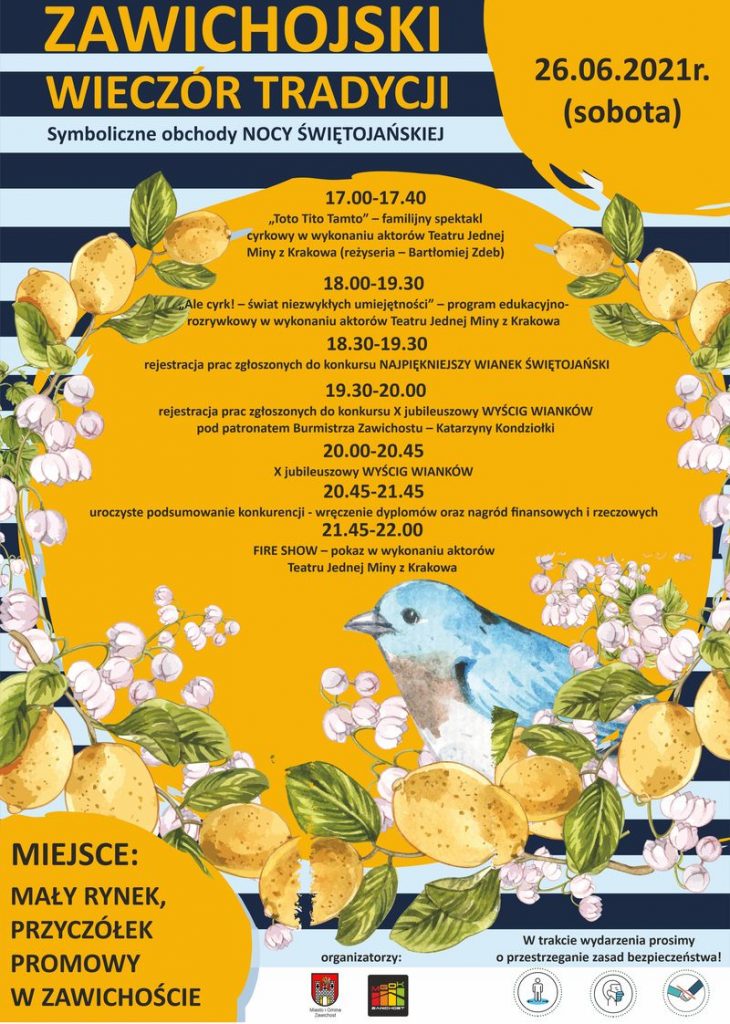 ZAWICHOJSKI
WIECZÓR TRADYCJI
Symboliczne obchody NOCY ŚWIĘTOJAŃSKIEJ
26.06.2021r.
(sobota)
17.00-17.40
„Toto Tito Tamto” – familijny spektakl
cyrkowy w wykonaniu aktorów Teatru Jednej
Miny z Krakowa (reżyseria – Bartłomiej Zdeb)
18.00-19.30
„Ale cyrk! – świat niezwykłych umiejętności” – program edukacyjno-
rozrywkowy w wykonaniu aktorów Teatru Jednej Miny z Krakowa
18.30-19.30
rejestracja prac zgłoszonych do konkursu NAJPIĘKNIEJSZY WIANEK ŚWIĘTOJAŃSKI
19.30-20.00
rejestracja prac zgłoszonych do konkursu X jubileuszowy WYŚCIG WIANKÓW
pod patronatem Burmistrza Zawichostu – Katarzyny Kondziołki
20.00-20.45
X jubileuszowy WYŚCIG WIANKÓW
20.45-21.45
uroczyste podsumowanie konkurencji - wręczenie dyplomów oraz nagród finansowych i rzeczowych
21.45-22.00
FIRE SHOW – pokaz w wykonaniu aktorów
Teatru Jednej Miny z Krakowa
MIEJSCE:
MAŁY RYNEK,
PRZYCZÓŁEK
PROMOWY
W ZAWICHOŚCIE
organizatorzy:
Miasto i Gmina
Zawichost
ZAWICHOST
W trakcie wydarzenia prosimy
o przestrzeganie zasad bezpieczeństwa!